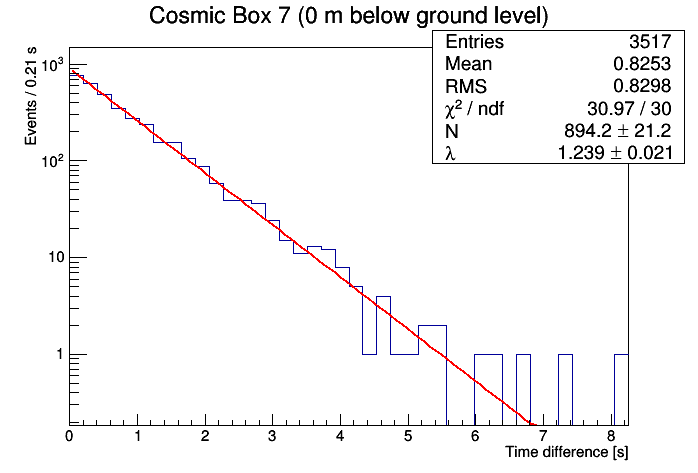 Cosmic Box 7 (0 m below ground level)
Entries 3517
Mean 0.8253
RMS 0.8298
χ² / ndf 30.97 / 30
N 894.2 ± 21.2
λ 1.239 ± 0.021
Events / 0.21 s
10³
10²
10
1
0 1 2 3 4 5 6 7 8
Time difference [s]